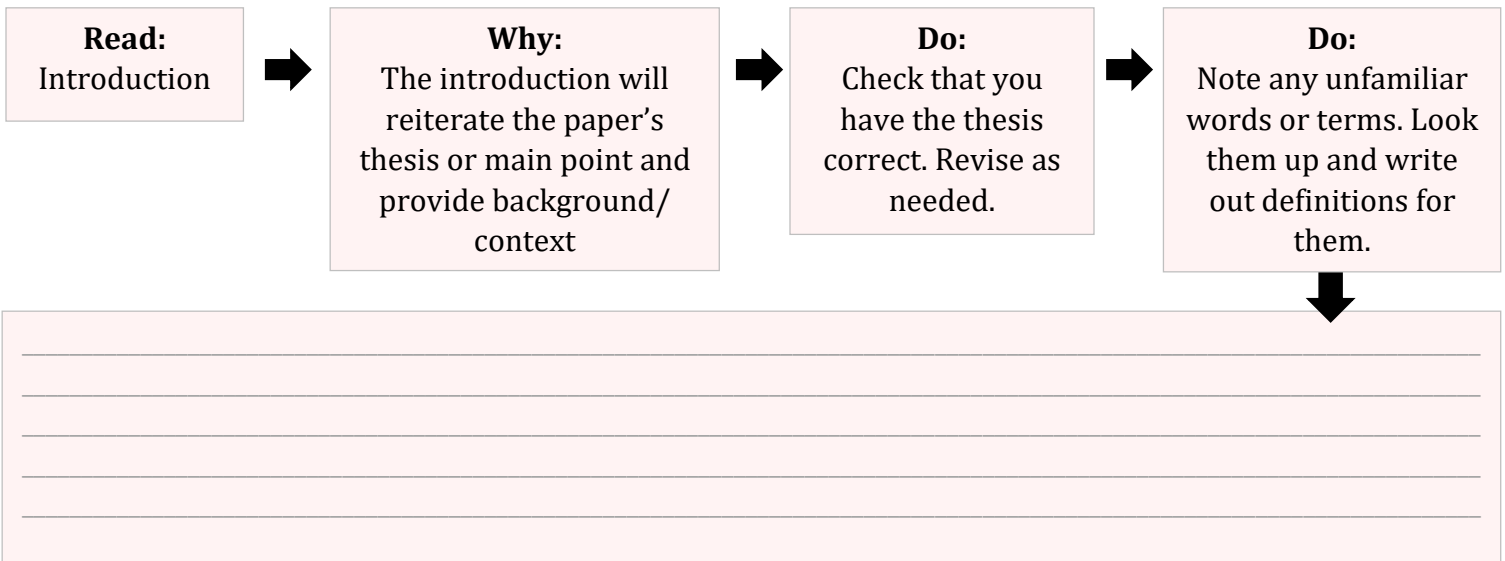 Read:
Introduction
Why:
The introduction will
reiterate the paper’s
thesis or main point and
provide background/
context
Do:
Check that you
have the thesis
correct. Revise as
needed.
Do:
Note any unfamiliar
words or terms. Look
them up and write
out definitions for
them.